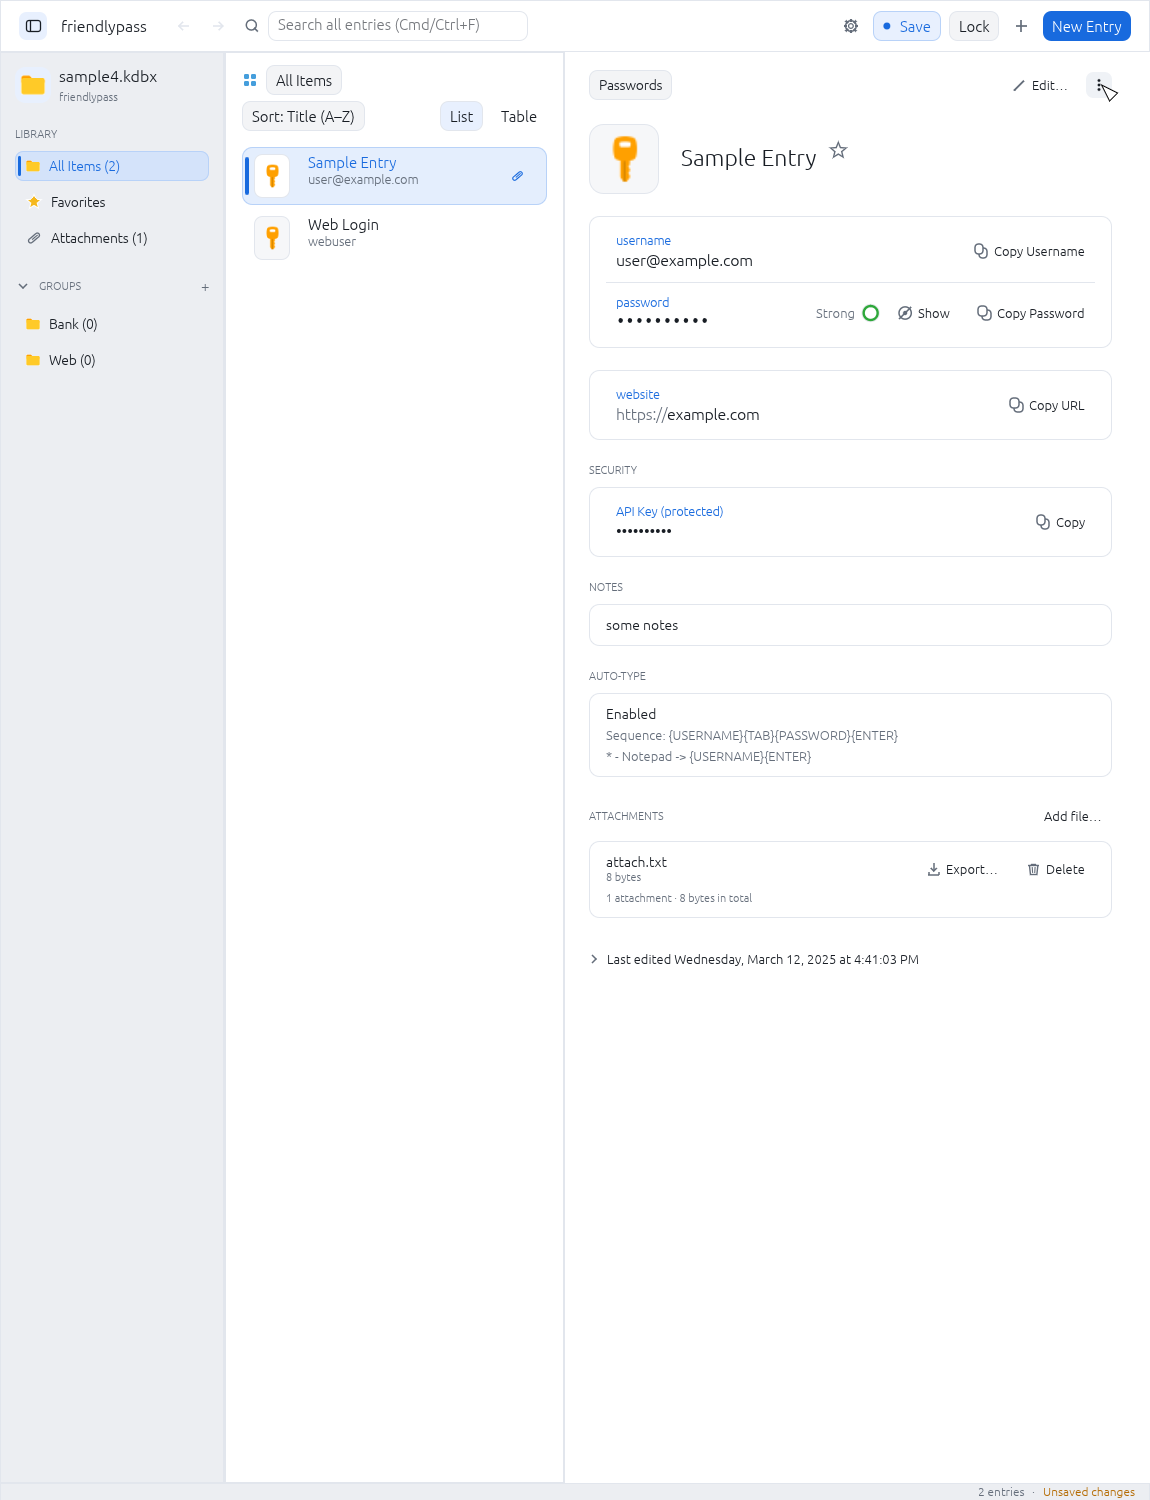 friendlypass
Search all entries (Cmd/Ctrl+F)
Save
Lock
New Entry
sample4.kdbx
friendlypass
LIBRARY
All Items (2)
Favorites
Attachments (1)
GROUPS
Bank (0)
Web (0)
All Items
Sort: Title (A–Z)
List
Table
Sample Entry
user@example.com
Web Login
webuser
Passwords
Edit…
Sample Entry
username
user@example.com
Copy Username
password
••••••••••
Strong
Show
Copy Password
website
https://example.com
Copy URL
SECURITY
API Key (protected)
••••••••••
Copy
NOTES
some notes
AUTO-TYPE
Enabled
Sequence: {USERNAME}{TAB}{PASSWORD}{ENTER}
* - Notepad -> {USERNAME}{ENTER}
ATTACHMENTS
Add file…
attach.txt
8 bytes
Export…
Delete
1 attachment · 8 bytes in total
Last edited Wednesday, March 12, 2025 at 4:41:03 PM
2 entries · Unsaved changes